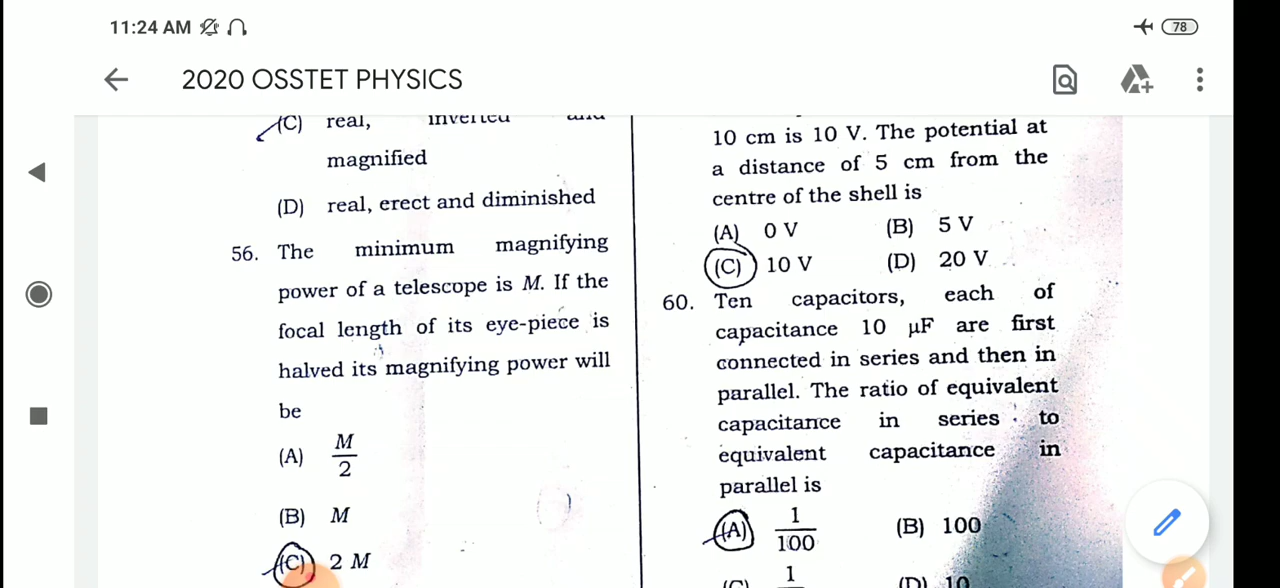 11:24 AM
78
2020 OSSTET PHYSICS
(C) real, inverted and
magnified
(D) real, erect and diminished
56. The minimum magnifying
power of a telescope is M. If the
focal length of its eye-piece is
halved its magnifying power will
be
(A) M/2
(B) M
(C) 2 M
10 cm is 10 V. The potential at
a distance of 5 cm from the
centre of the shell is
(A) 0 V (B) 5 V
(C) 10 V (D) 20 V
60. Ten capacitors, each of
capacitance 10 μF are first
connected in series and then in
parallel. The ratio of equivalent
capacitance in series to
equivalent capacitance in
parallel is
(A) 1/100 (B) 100
(C) 1 (D) 10